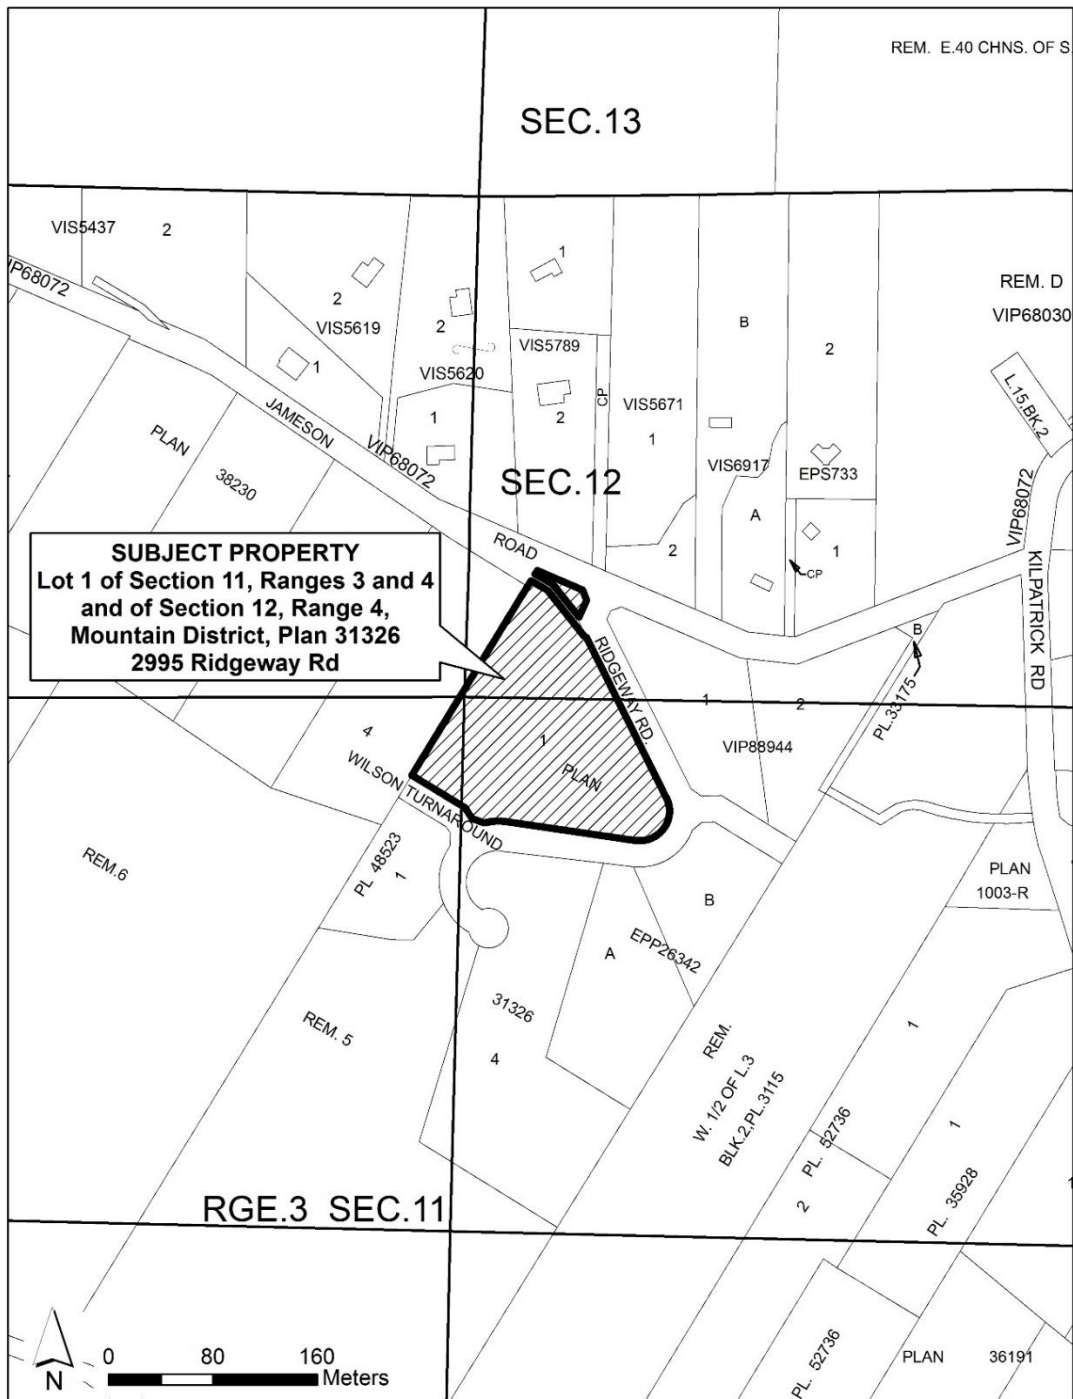 REM. E.40 CHNS. OF S.
SEC.13
VIS5437
2
VIP68072
2
VIS5619
1
2
VIS5620
1
1
VIS5789
2
CP
VIS5671
1
2
B
VIS6917
A
2
EPS733
1
CP
REM. D
VIP68030
L.15,BK.2
VIP68072
KILPATRICK RD
JAMESON
VIP68072
ROAD
SEC.12
PLAN
38230
SUBJECT PROPERTY
Lot 1 of Section 11, Ranges 3 and 4
and of Section 12, Range 4,
Mountain District, Plan 31326
2995 Ridgeway Rd
RIDGEWAY RD.
1
2
VIP88944
B
PL.33175
4
1
PLAN
WILSON TURNAROUND
REM.6
PL. 48523
1
PLAN
1003-R
B
A
EPP26342
31326
4
REM. 5
REM.
W. 1/2 OF L.3
BLK.2,PL.3115
1
PL. 52736
2
1
PL. 35928
1
RGE.3 SEC.11
PL. 52736
PLAN 36191
N
0 80 160
Meters